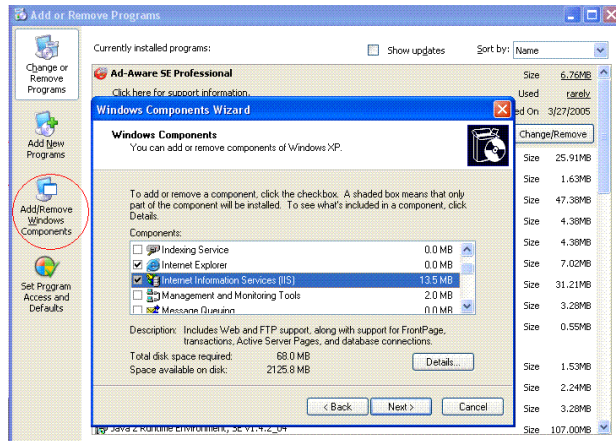 Add or Remove Programs
Change or
Remove
Programs
Add New
Programs
Add/Remove
Windows
Components
Set Program
Access and
Defaults
Currently installed programs:
Show updates
Sort by: Name
Ad-Aware SE Professional
Size 6.76MB
Click here for support information.
Used rarely
ed On 3/27/2005
Change/Remove
Size 25.91MB
Size 1.63MB
Size 47.38MB
Size 4.38MB
Size 4.38MB
Size 7.02MB
Size 31.21MB
Size 3.28MB
Size 0.55MB
Size 1.53MB
Size 2.24MB
Size 3.28MB
Java 2 Runtime Environment, SE v1.4.2_04
Size 107.00MB
Windows Components Wizard
Windows Components
You can add or remove components of Windows XP.
To add or remove a component, click the checkbox. A shaded box means that only
part of the component will be installed. To see what's included in a component, click
Details.
Components:
Indexing Service 0.0 MB
Internet Explorer 0.0 MB
Internet Information Services (IIS) 13.5 MB
Management and Monitoring Tools 2.0 MB
Message Queuing 0.0 MB
Description: Includes Web and FTP support, along with support for FrontPage,
transactions, Active Server Pages, and database connections.
Total disk space required: 68.0 MB
Space available on disk: 2125.8 MB
Details...
< Back
Next >
Cancel